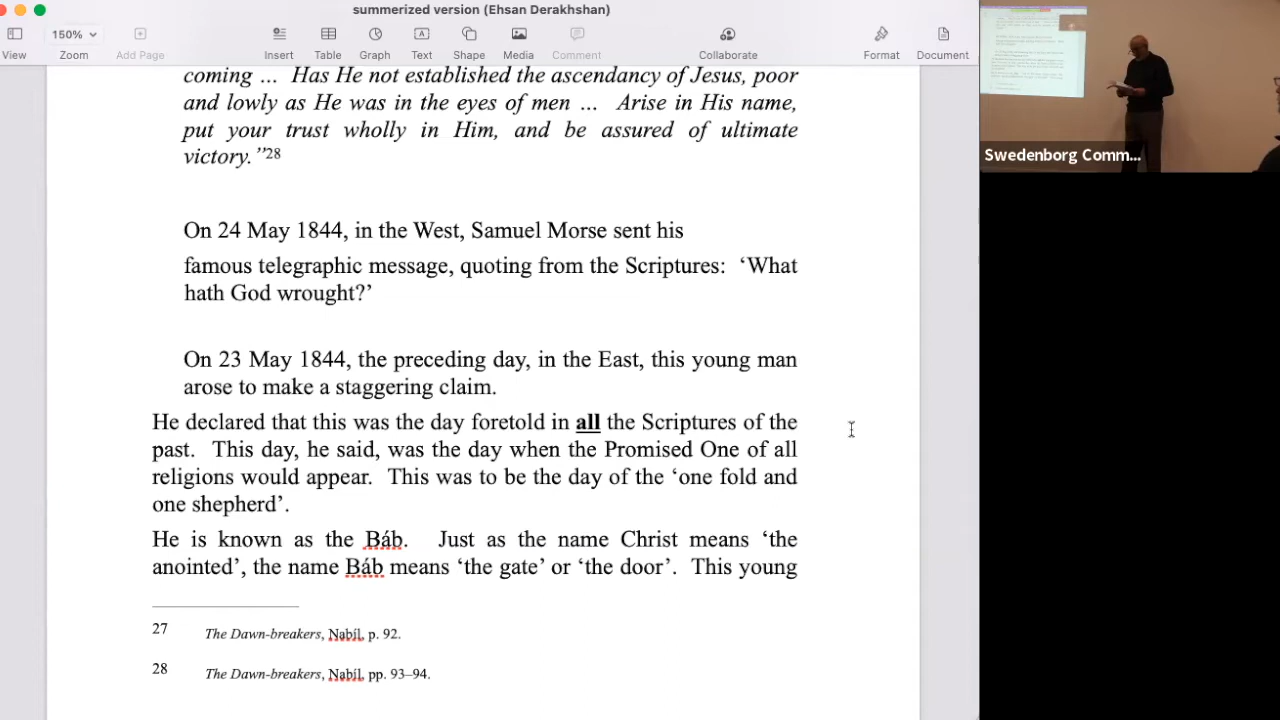 summerized version (Ehsan Derakhshan)
150%
View
Zoom
Add Page
Insert
Table
Graphic
Text
Shape
Media
Comment
Collaborate
Format
Document
coming ... Has He not established the ascendancy of Jesus, poor
and lowly as He was in the eyes of men ... Arise in His name,
put your trust wholly in Him, and be assured of ultimate
victory.”28
On 24 May 1844, in the West, Samuel Morse sent his
famous telegraphic message, quoting from the Scriptures: ‘What
hath God wrought?’
On 23 May 1844, the preceding day, in the East, this young man
arose to make a staggering claim.
He declared that this was the day foretold in all the Scriptures of the
past. This day, he said, was the day when the Promised One of all
religions would appear. This was to be the day of the ‘one fold and
one shepherd’.
He is known as the Báb. Just as the name Christ means ‘the
anointed’, the name Báb means ‘the gate’ or ‘the door’. This young
27 The Dawn-breakers, Nabíl, p. 92.
28 The Dawn-breakers, Nabíl, pp. 93–94.
Swedenborg Comm...